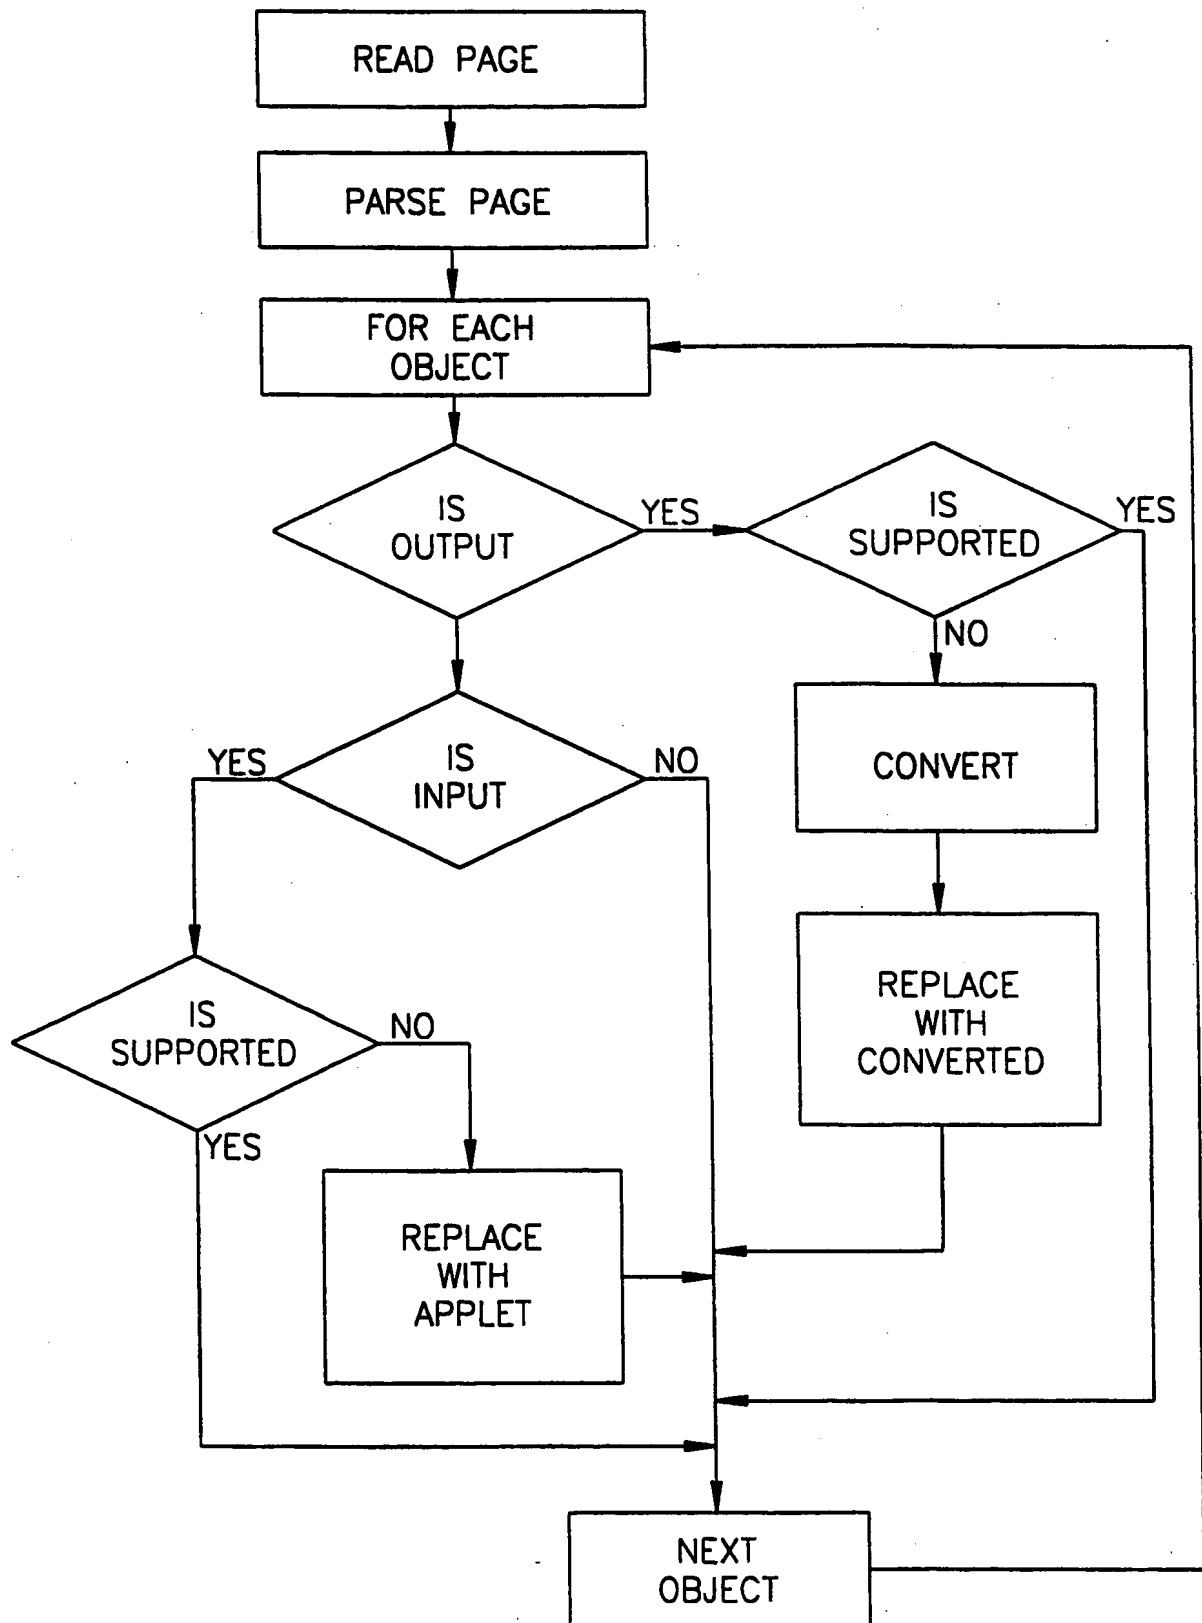 READ PAGE
PARSE PAGE
FOR EACH
OBJECT
IS
OUTPUT
YES
IS
SUPPORTED
YES
NO
IS
INPUT
YES
NO
CONVERT
REPLACE
WITH
CONVERTED
IS
SUPPORTED
NO
YES
REPLACE
WITH
APPLET
NEXT
OBJECT